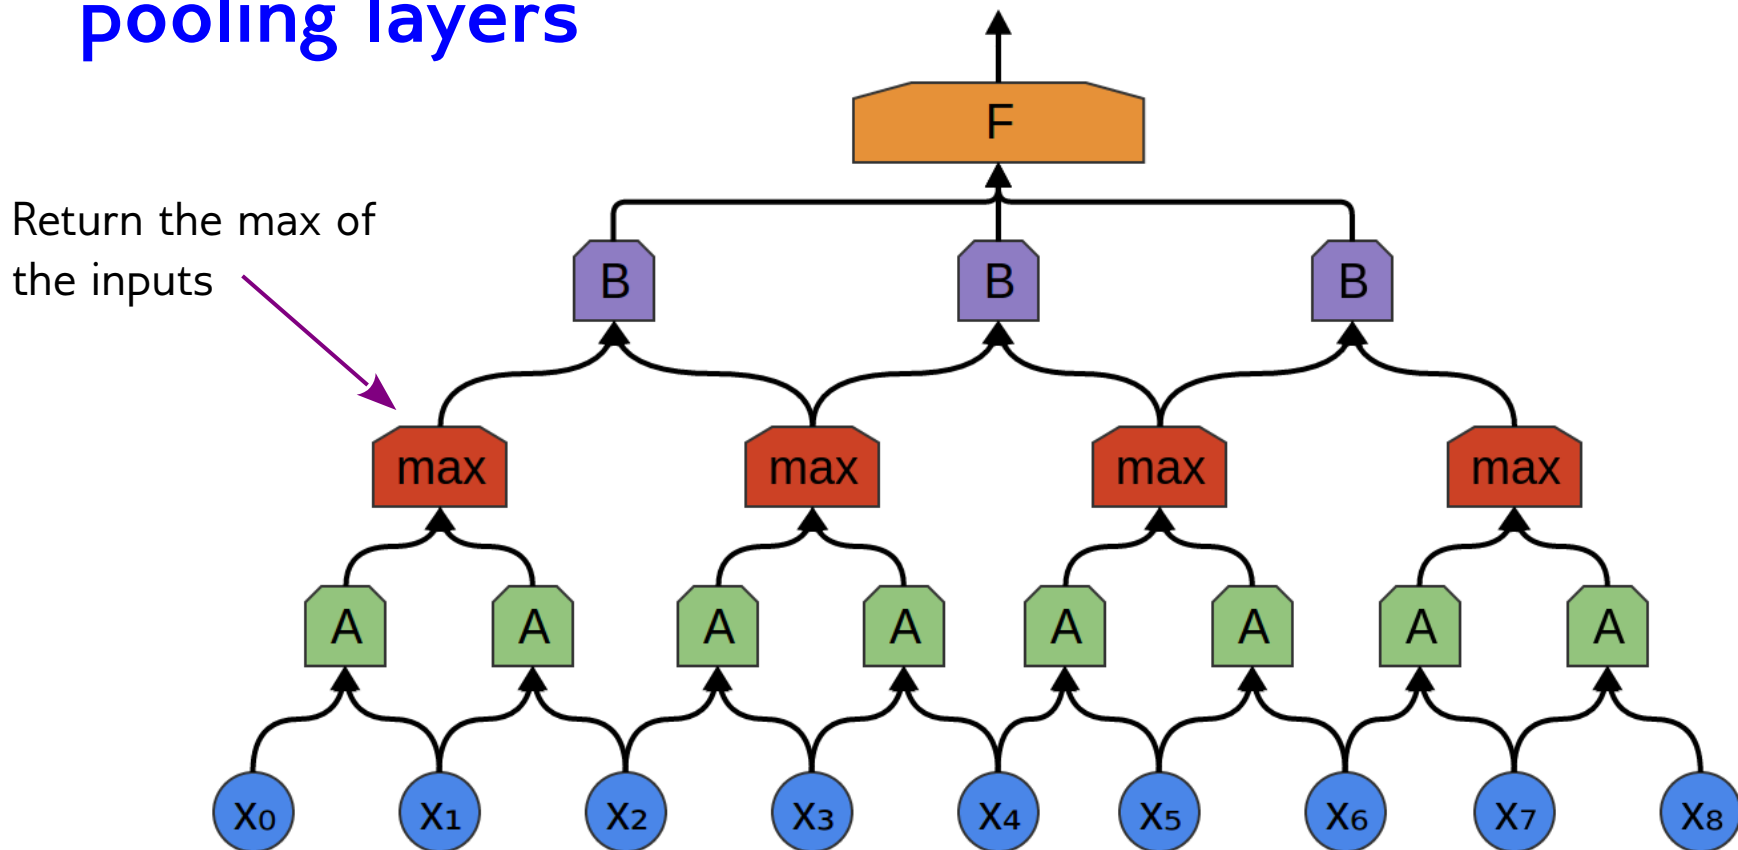 pooling layers
F
Return the max of
the inputs
B B B
max max max max
A A A A A A A A
x₀ x₁ x₂ x₃ x₄ x₅ x₆ x₇ x₈